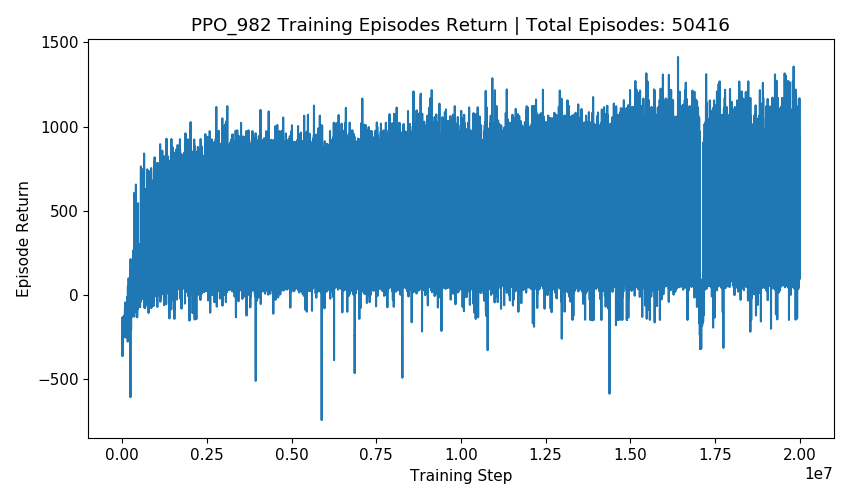 PPO_982 Training Episodes Return | Total Episodes: 50416
1500
1000
500
0
−500
Episode Return
0.00 0.25 0.50 0.75 1.00 1.25 1.50 1.75 2.00
1e7
Training Step